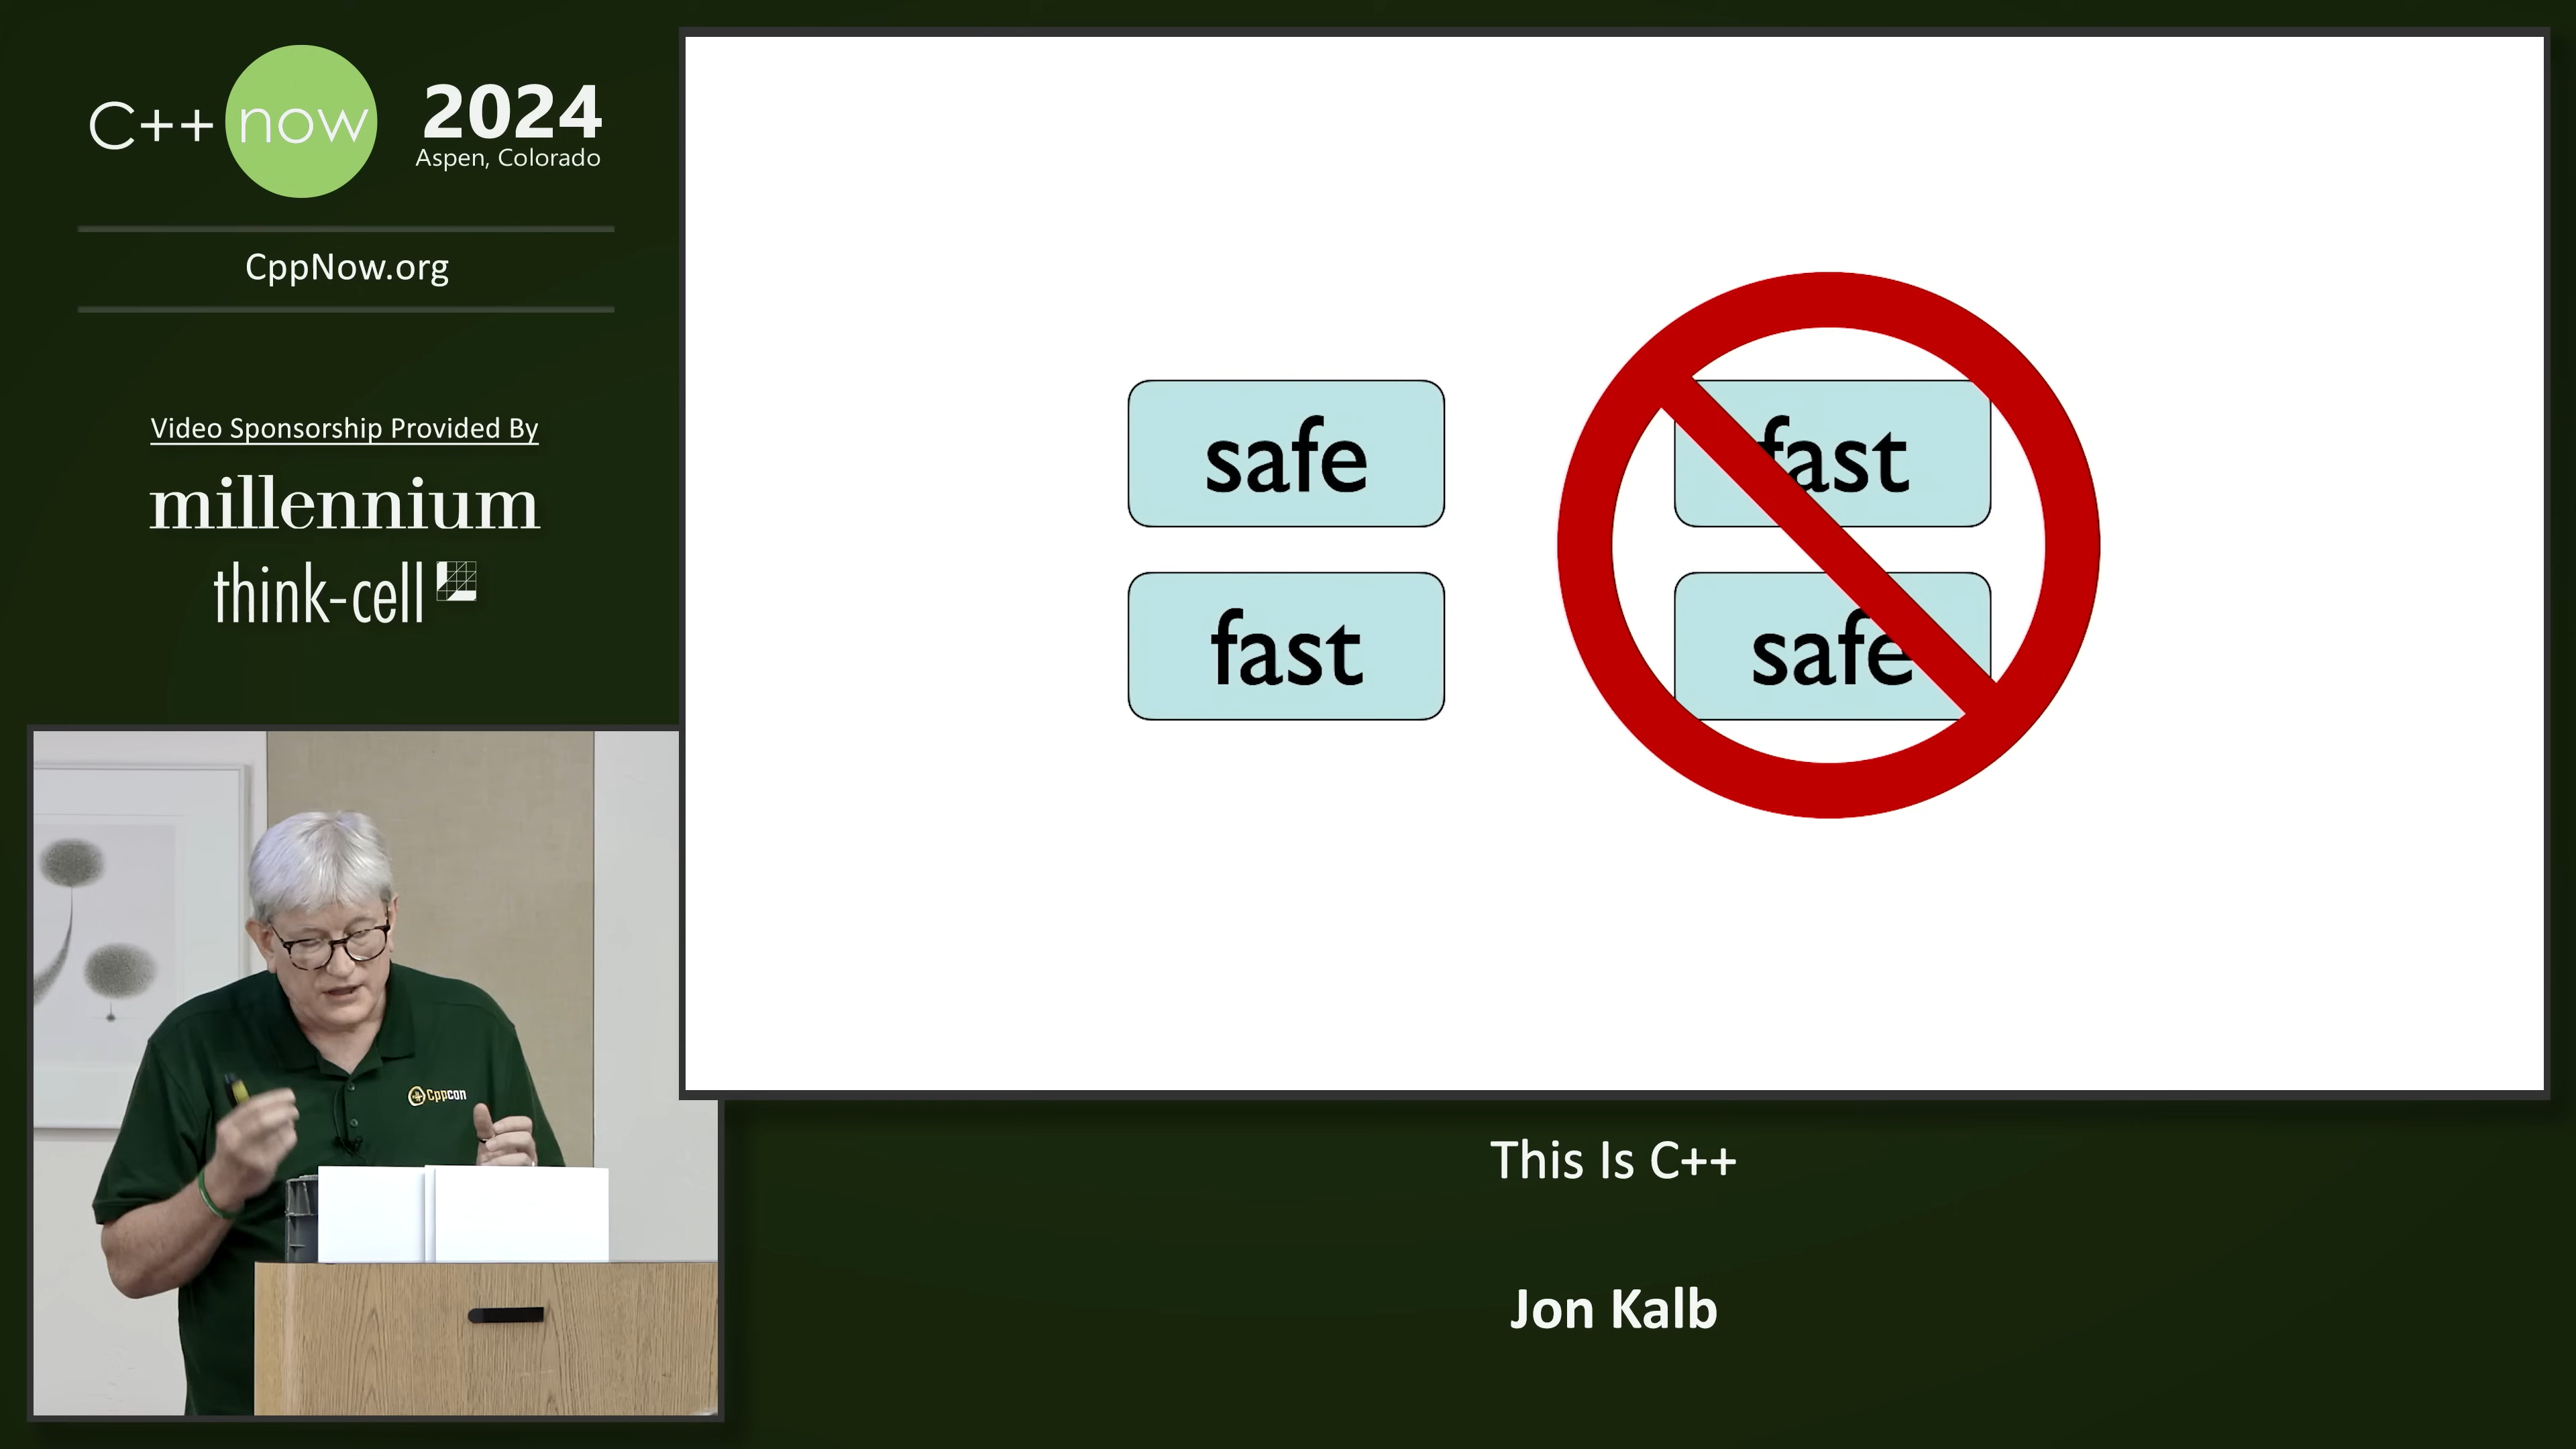 C++ now
2024
Aspen, Colorado
CppNow.org
Video Sponsorship Provided By
millennium
think-cell
safe
fast
fast
safe
Cppcon
This Is C++
Jon Kalb